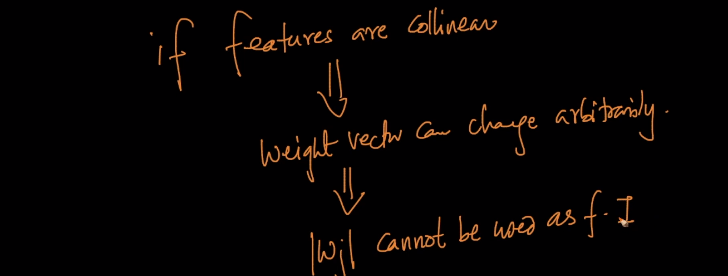 if features are collinear
weight vector can change arbitrarily.
|Wj| cannot be used as f. I